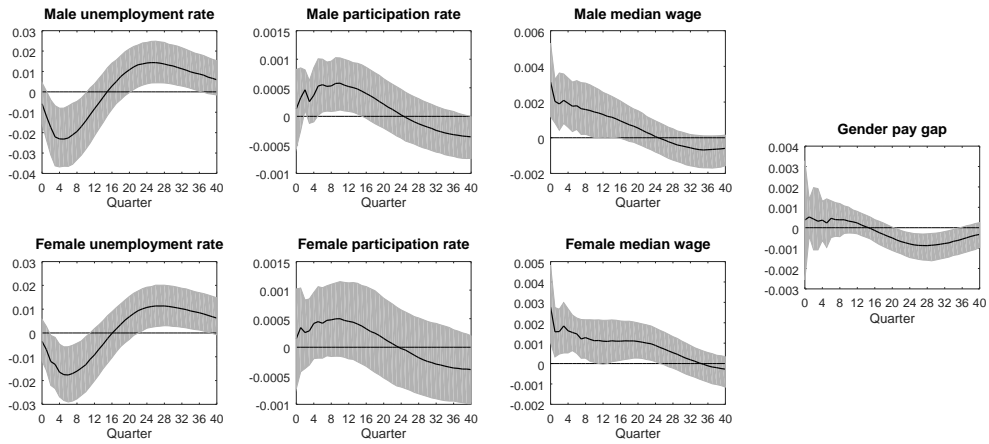 Male unemployment rate
0.03
0.02
0.01
0
-0.01
-0.02
-0.03
-0.04
0 4 8 12 16 20 24 28 32 36 40
Quarter
Male participation rate
0.0015
0.001
0.0005
0
-0.0005
-0.001
0 4 8 12 16 20 24 28 32 36 40
Quarter
Male median wage
0.006
0.004
0.002
0
-0.002
0 4 8 12 16 20 24 28 32 36 40
Quarter
Gender pay gap
0.004
0.003
0.002
0.001
0
-0.001
-0.002
-0.003
0 4 8 12 16 20 24 28 32 36 40
Quarter
Female unemployment rate
0.03
0.02
0.01
0
-0.01
-0.02
-0.03
0 4 8 12 16 20 24 28 32 36 40
Quarter
Female participation rate
0.0015
0.001
0.0005
0
-0.0005
-0.001
0 4 8 12 16 20 24 28 32 36 40
Quarter
Female median wage
0.005
0.004
0.003
0.002
0.001
0
-0.001
-0.002
0 4 8 12 16 20 24 28 32 36 40
Quarter